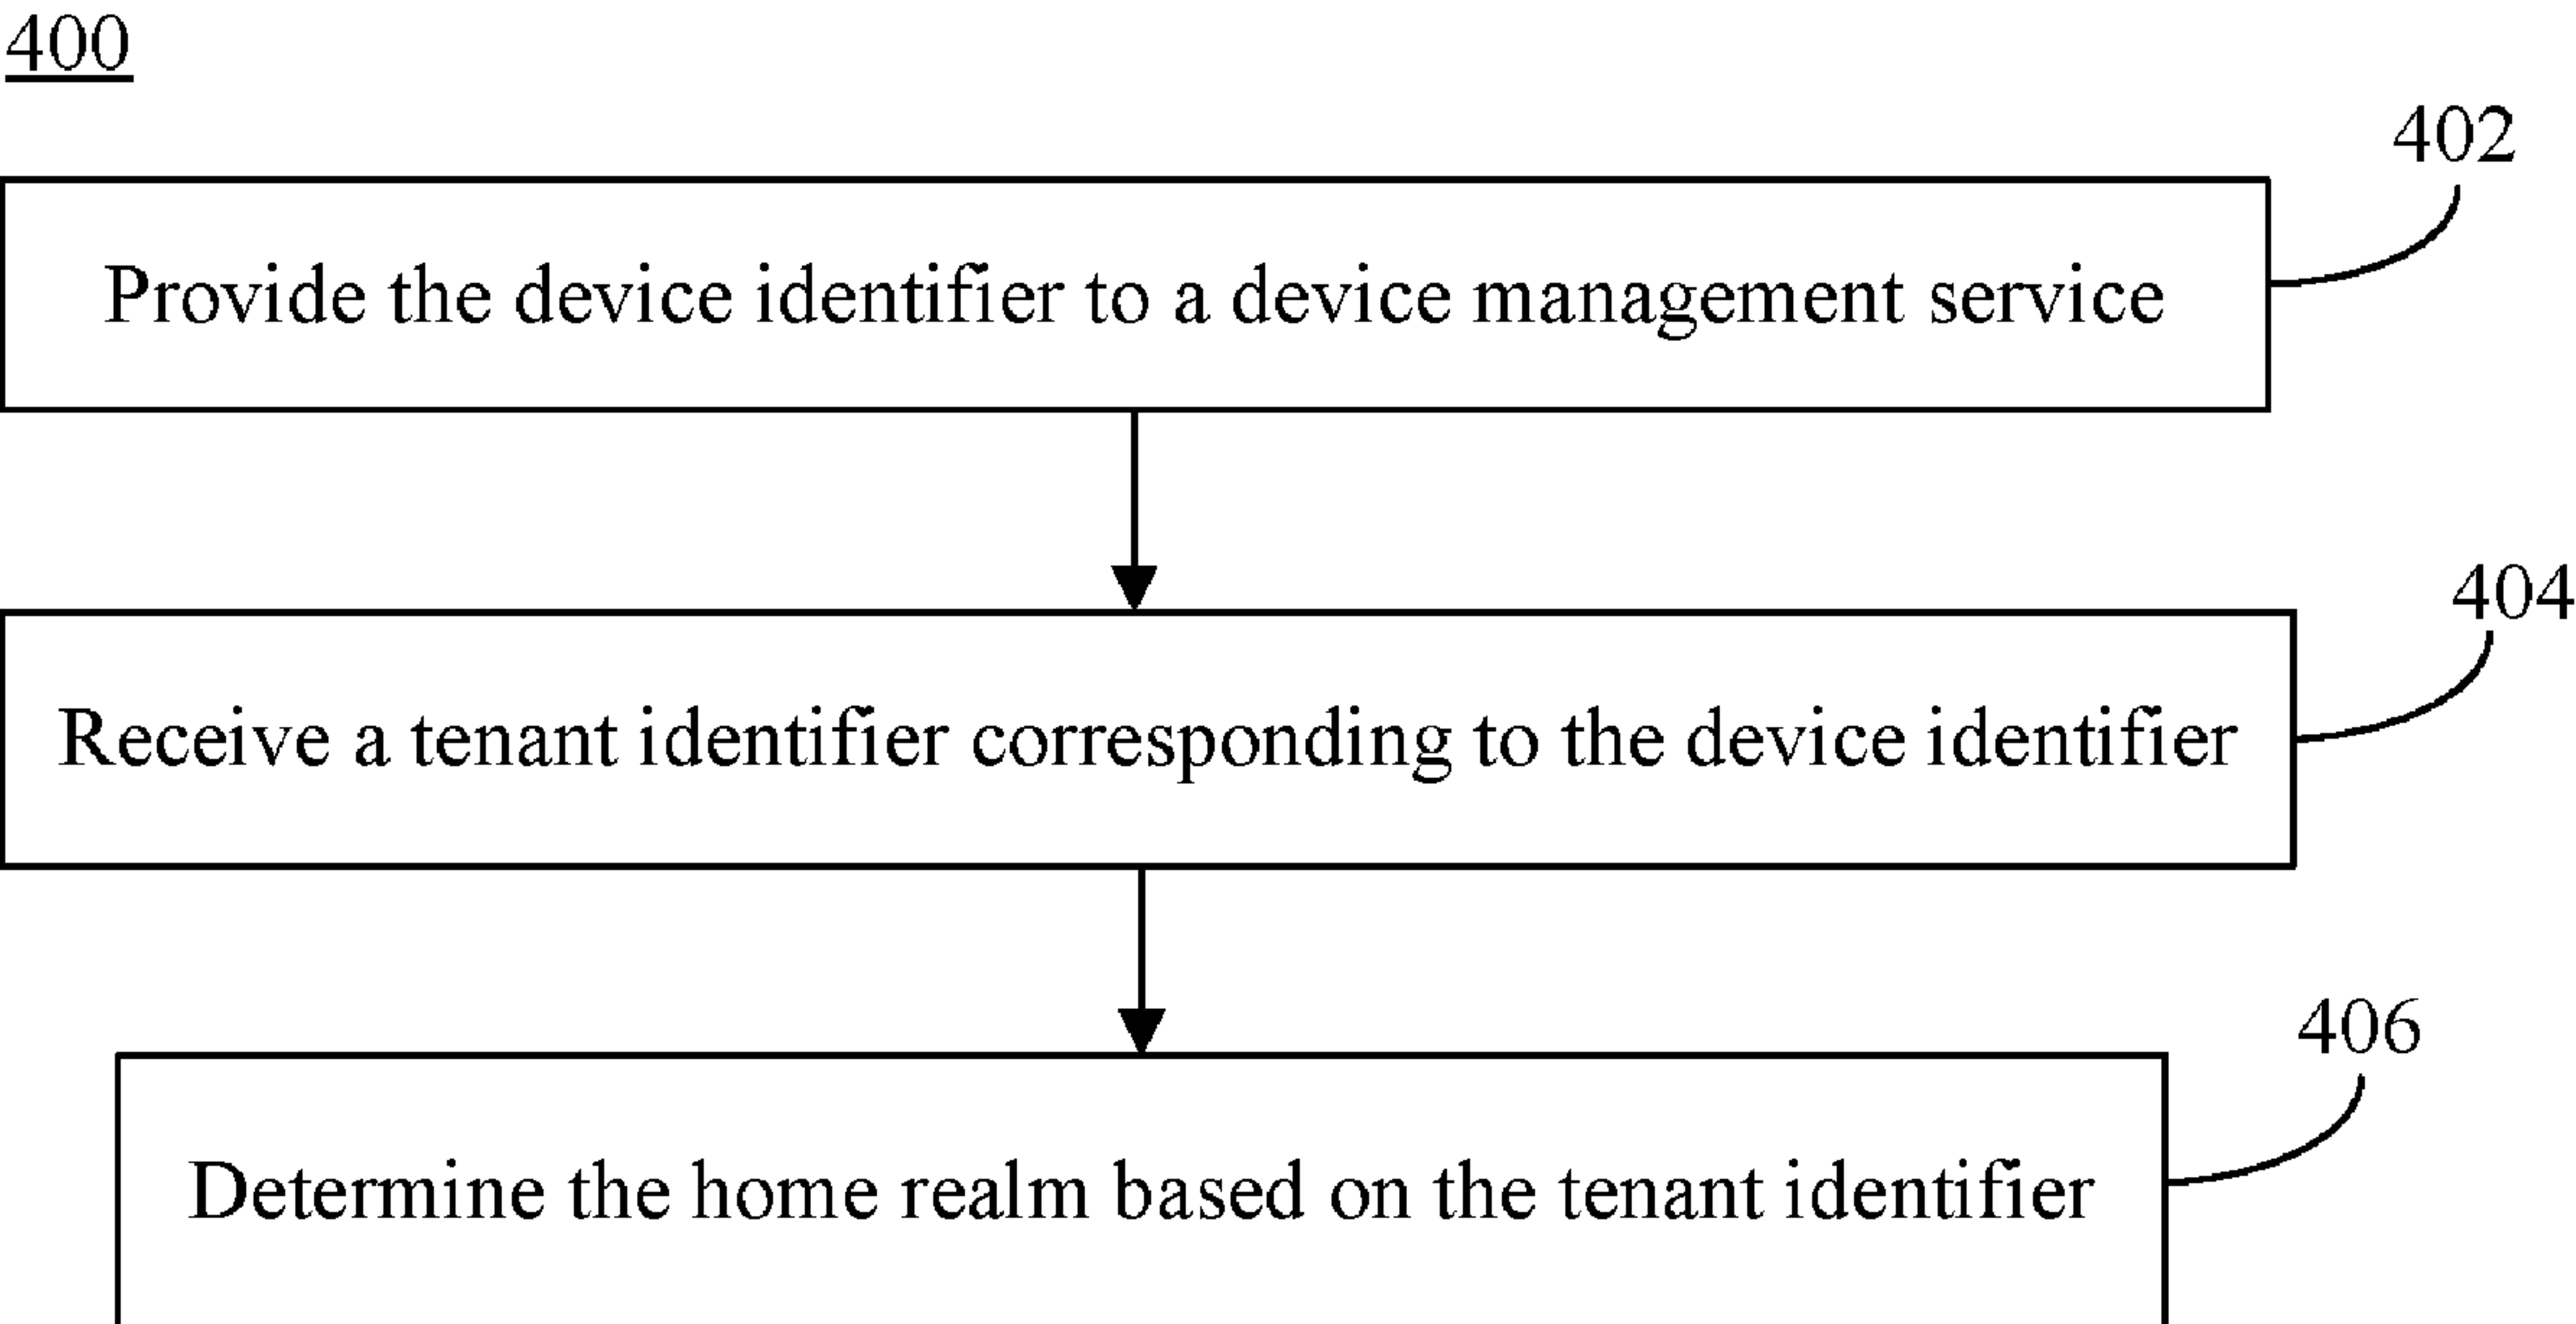 400
402
Provide the device identifier to a device management service
404
Receive a tenant identifier corresponding to the device identifier
406
Determine the home realm based on the tenant identifier